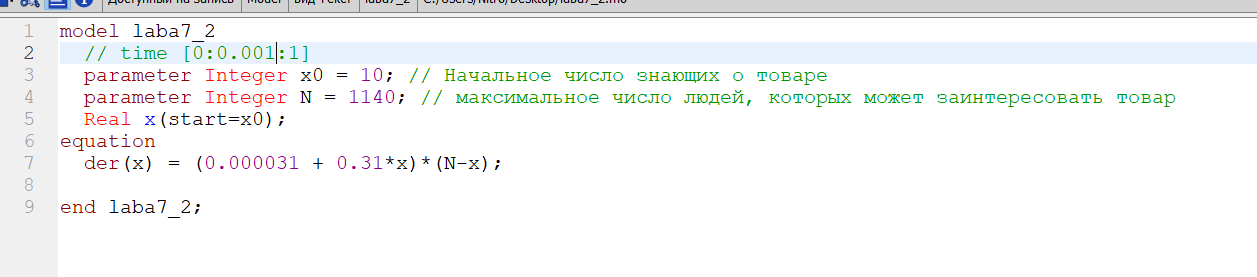 Доступный на запись Model Вид Текст laba7_2 C:/Users/Nitro/Desktop/laba7_2.mo
1 model laba7_2
2 // time [0:0.001:1]
3 parameter Integer x0 = 10; // Начальное число знающих о товаре
4 parameter Integer N = 1140; // максимальное число людей, которых может заинтересовать товар
5 Real x(start=x0);
6 equation
7 der(x) = (0.000031 + 0.31*x)*(N-x);
8
9 end laba7_2;